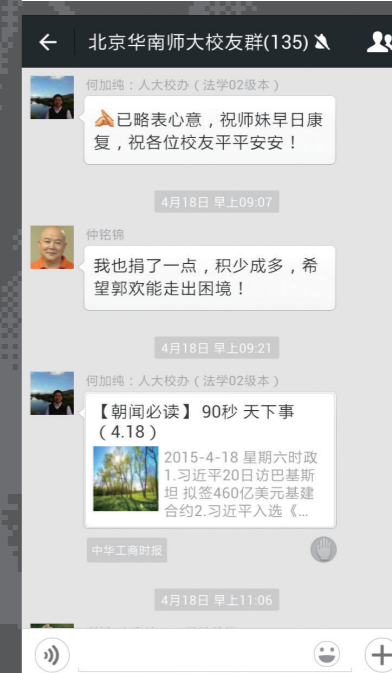 北京华南师大校友群(135)
何加纯：人大校办（法学02级本）
已略表心意，祝师妹早日康
复，祝各位校友平平安安！
4月18日 早上09:07
仲铭锦
我也捐了一点，积少成多，希
望郭欢能走出困境！
4月18日 早上09:21
何加纯：人大校办（法学02级本）
【朝闻必读】90秒 天下事
（4.18）
2015-4-18 星期六时政
1.习近平20日访巴基斯
坦 拟签460亿美元基建
合约2.习近平入选《...
中华工商时报
4月18日 早上11:06